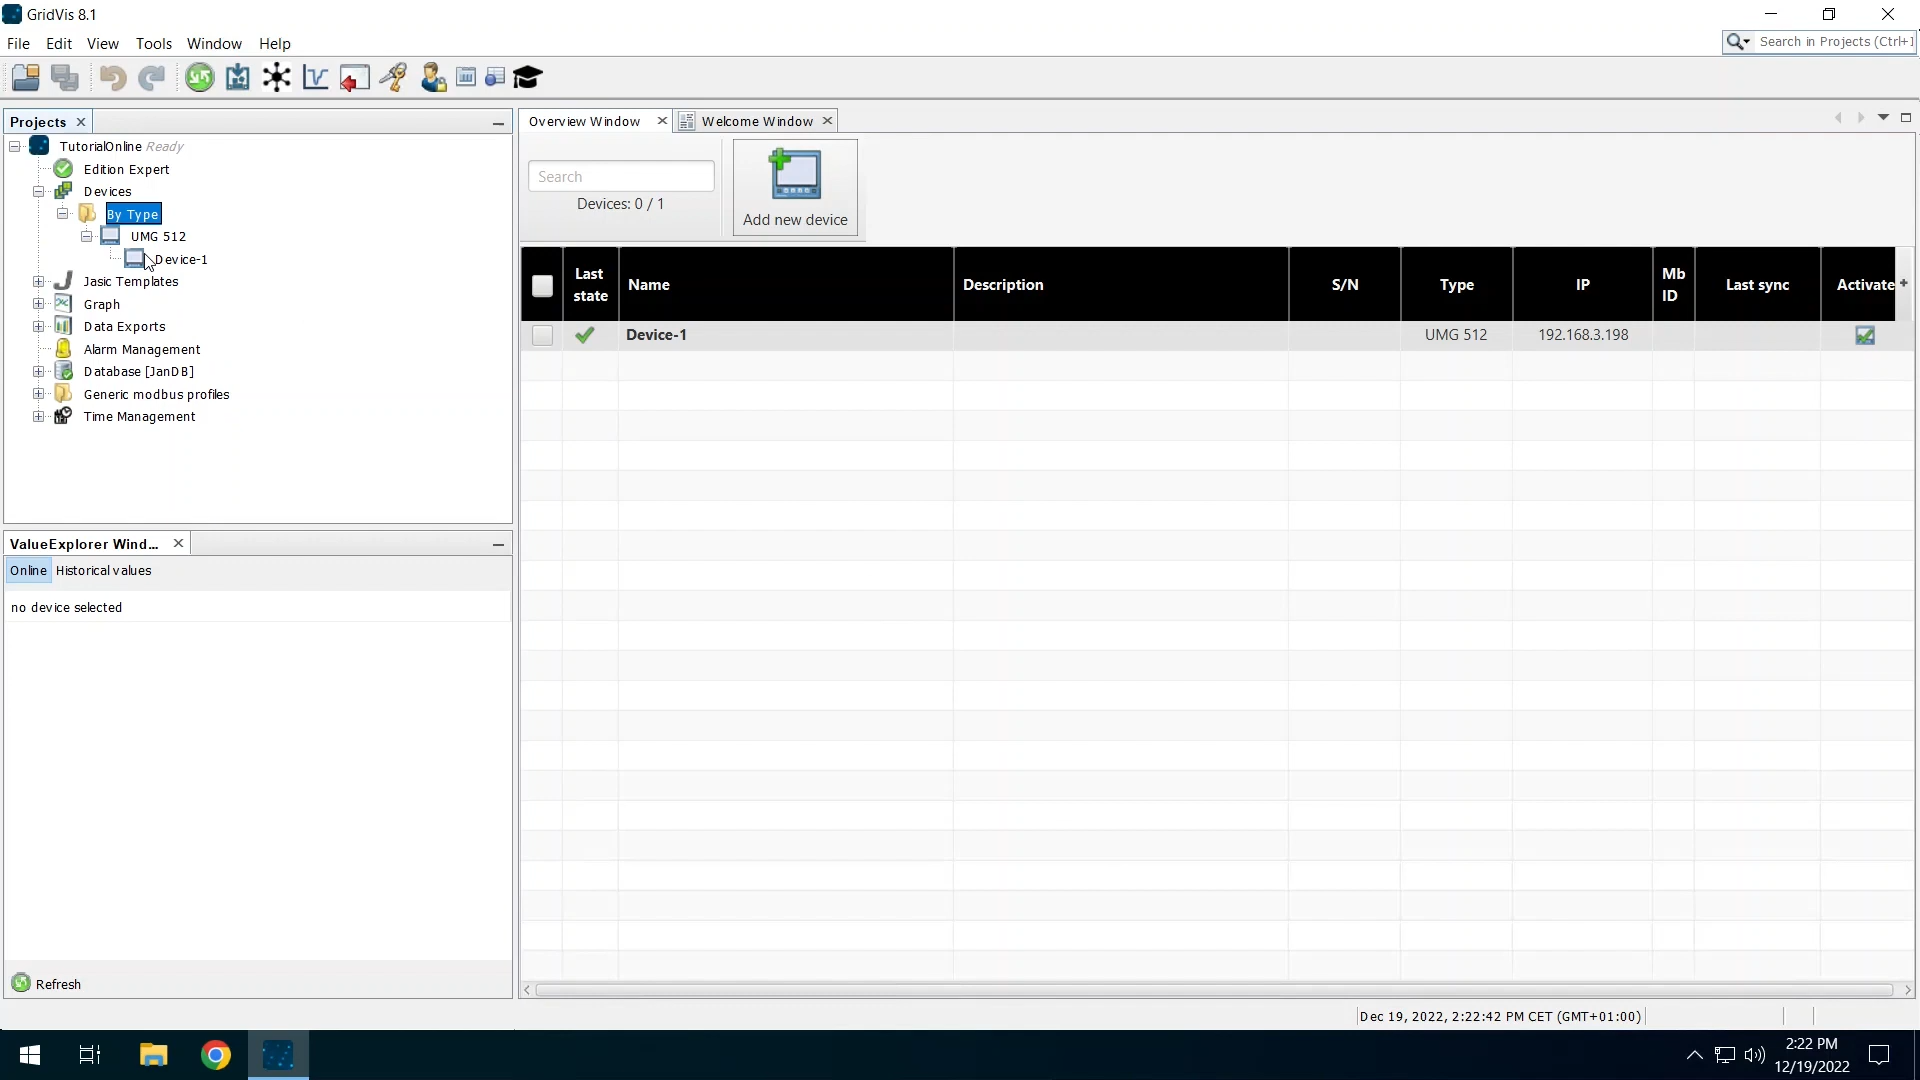 GridVis 8.1
File Edit View Tools Window Help
Search in Projects (Ctrl+I
Projects
TutorialOnline Ready
Edition Expert
Devices
By Type
UMG 512
Device-1
Jasic Templates
Graph
Data Exports
Alarm Management
Database [JanDB]
Generic modbus profiles
Time Management
ValueExplorer Wind...
Online Historical values
no device selected
Refresh
Overview Window Welcome Window
Search
Devices: 0 / 1
Add new device
Last state Name Description S/N Type IP Mb ID Last sync Activate
Device-1 UMG 512 192.168.3.198
Dec 19, 2022, 2:22:42 PM CET (GMT+01:00)
2:22 PM
12/19/2022